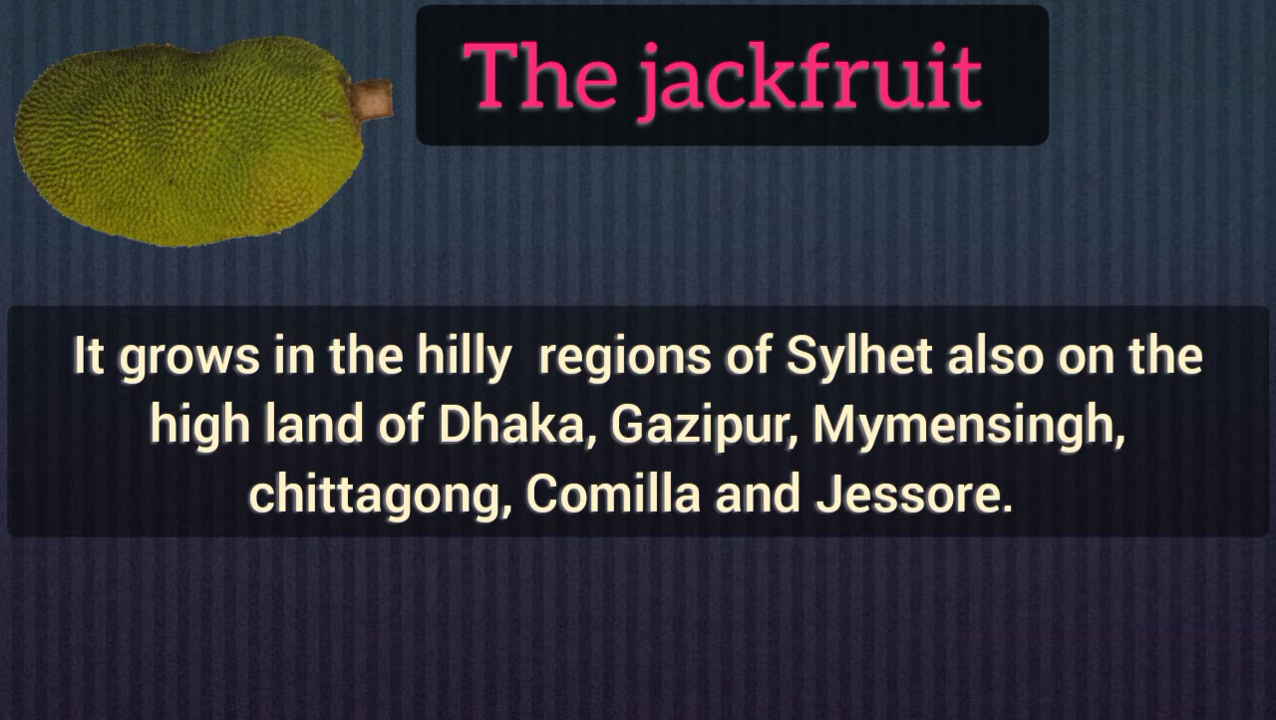 The jackfruit
It grows in the hilly  regions of Sylhet also on the
high land of Dhaka, Gazipur, Mymensingh,
chittagong, Comilla and Jessore.